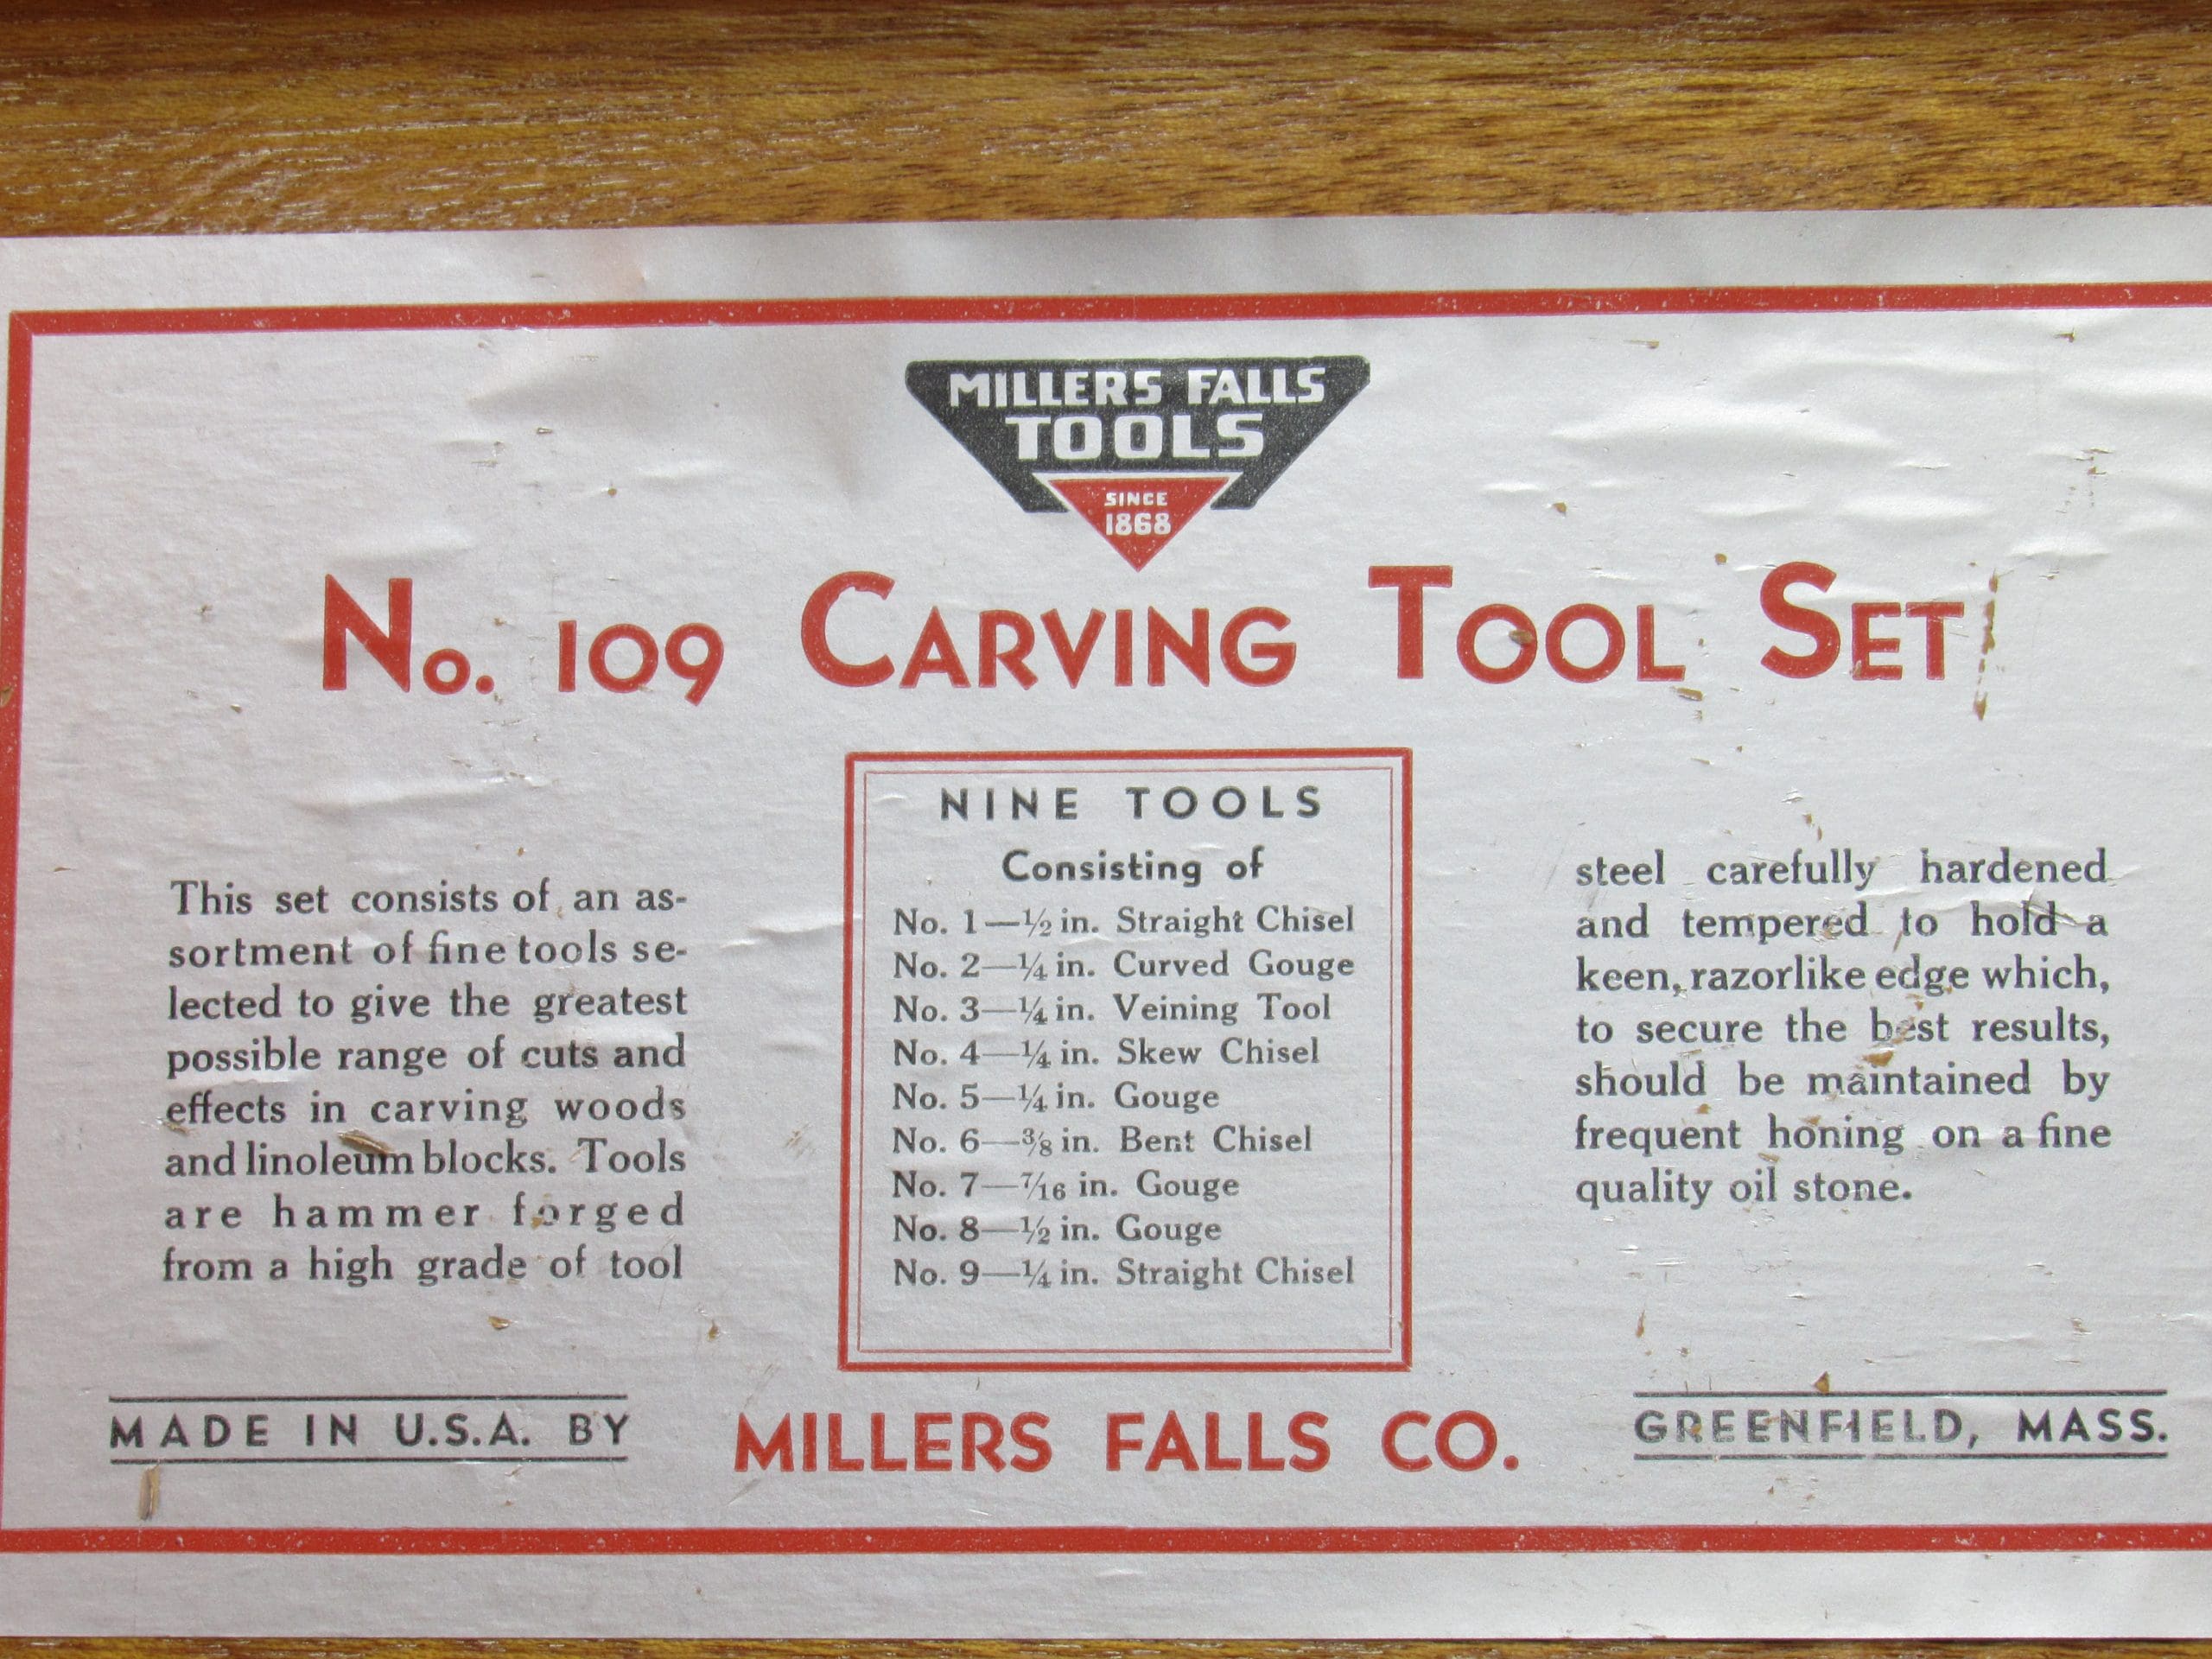 MILLERS FALLS
TOOLS
SINCE
1868
No. 109 CARVING TOOL SET
This set consists of an as-
sortment of fine tools se-
lected to give the greatest
possible range of cuts and
effects in carving woods
and linoleum blocks. Tools
are hammer forged
from a high grade of tool
NINE TOOLS
Consisting of
No. 1—½ in. Straight Chisel
No. 2—¼ in. Curved Gouge
No. 3—¼ in. Veining Tool
No. 4—¼ in. Skew Chisel
No. 5—¼ in. Gouge
No. 6—⅜ in. Bent Chisel
No. 7—7/16 in. Gouge
No. 8—½ in. Gouge
No. 9—¼ in. Straight Chisel
steel carefully hardened
and tempered to hold a
keen, razorlike edge which,
to secure the best results,
should be maintained by
frequent honing on a fine
quality oil stone.
MADE IN U.S.A. BY MILLERS FALLS CO. GREENFIELD, MASS.